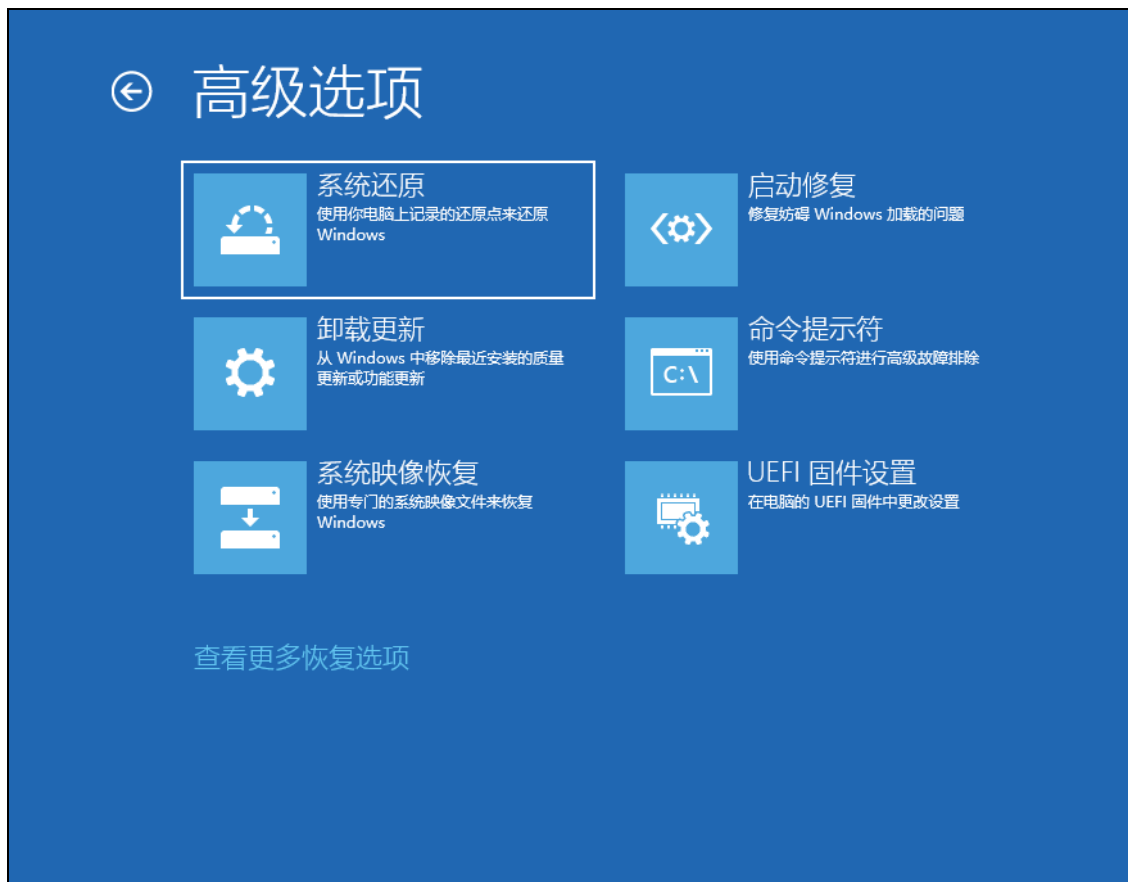 高级选项
系统还原
使用你电脑上记录的还原点来还原
Windows
启动修复
修复妨碍 Windows 加载的问题
卸载更新
从 Windows 中移除最近安装的质量
更新或功能更新
命令提示符
使用命令提示符进行高级故障排除
C:\
系统映像恢复
使用专门的系统映像文件来恢复
Windows
UEFI 固件设置
在电脑的 UEFI 固件中更改设置
查看更多恢复选项